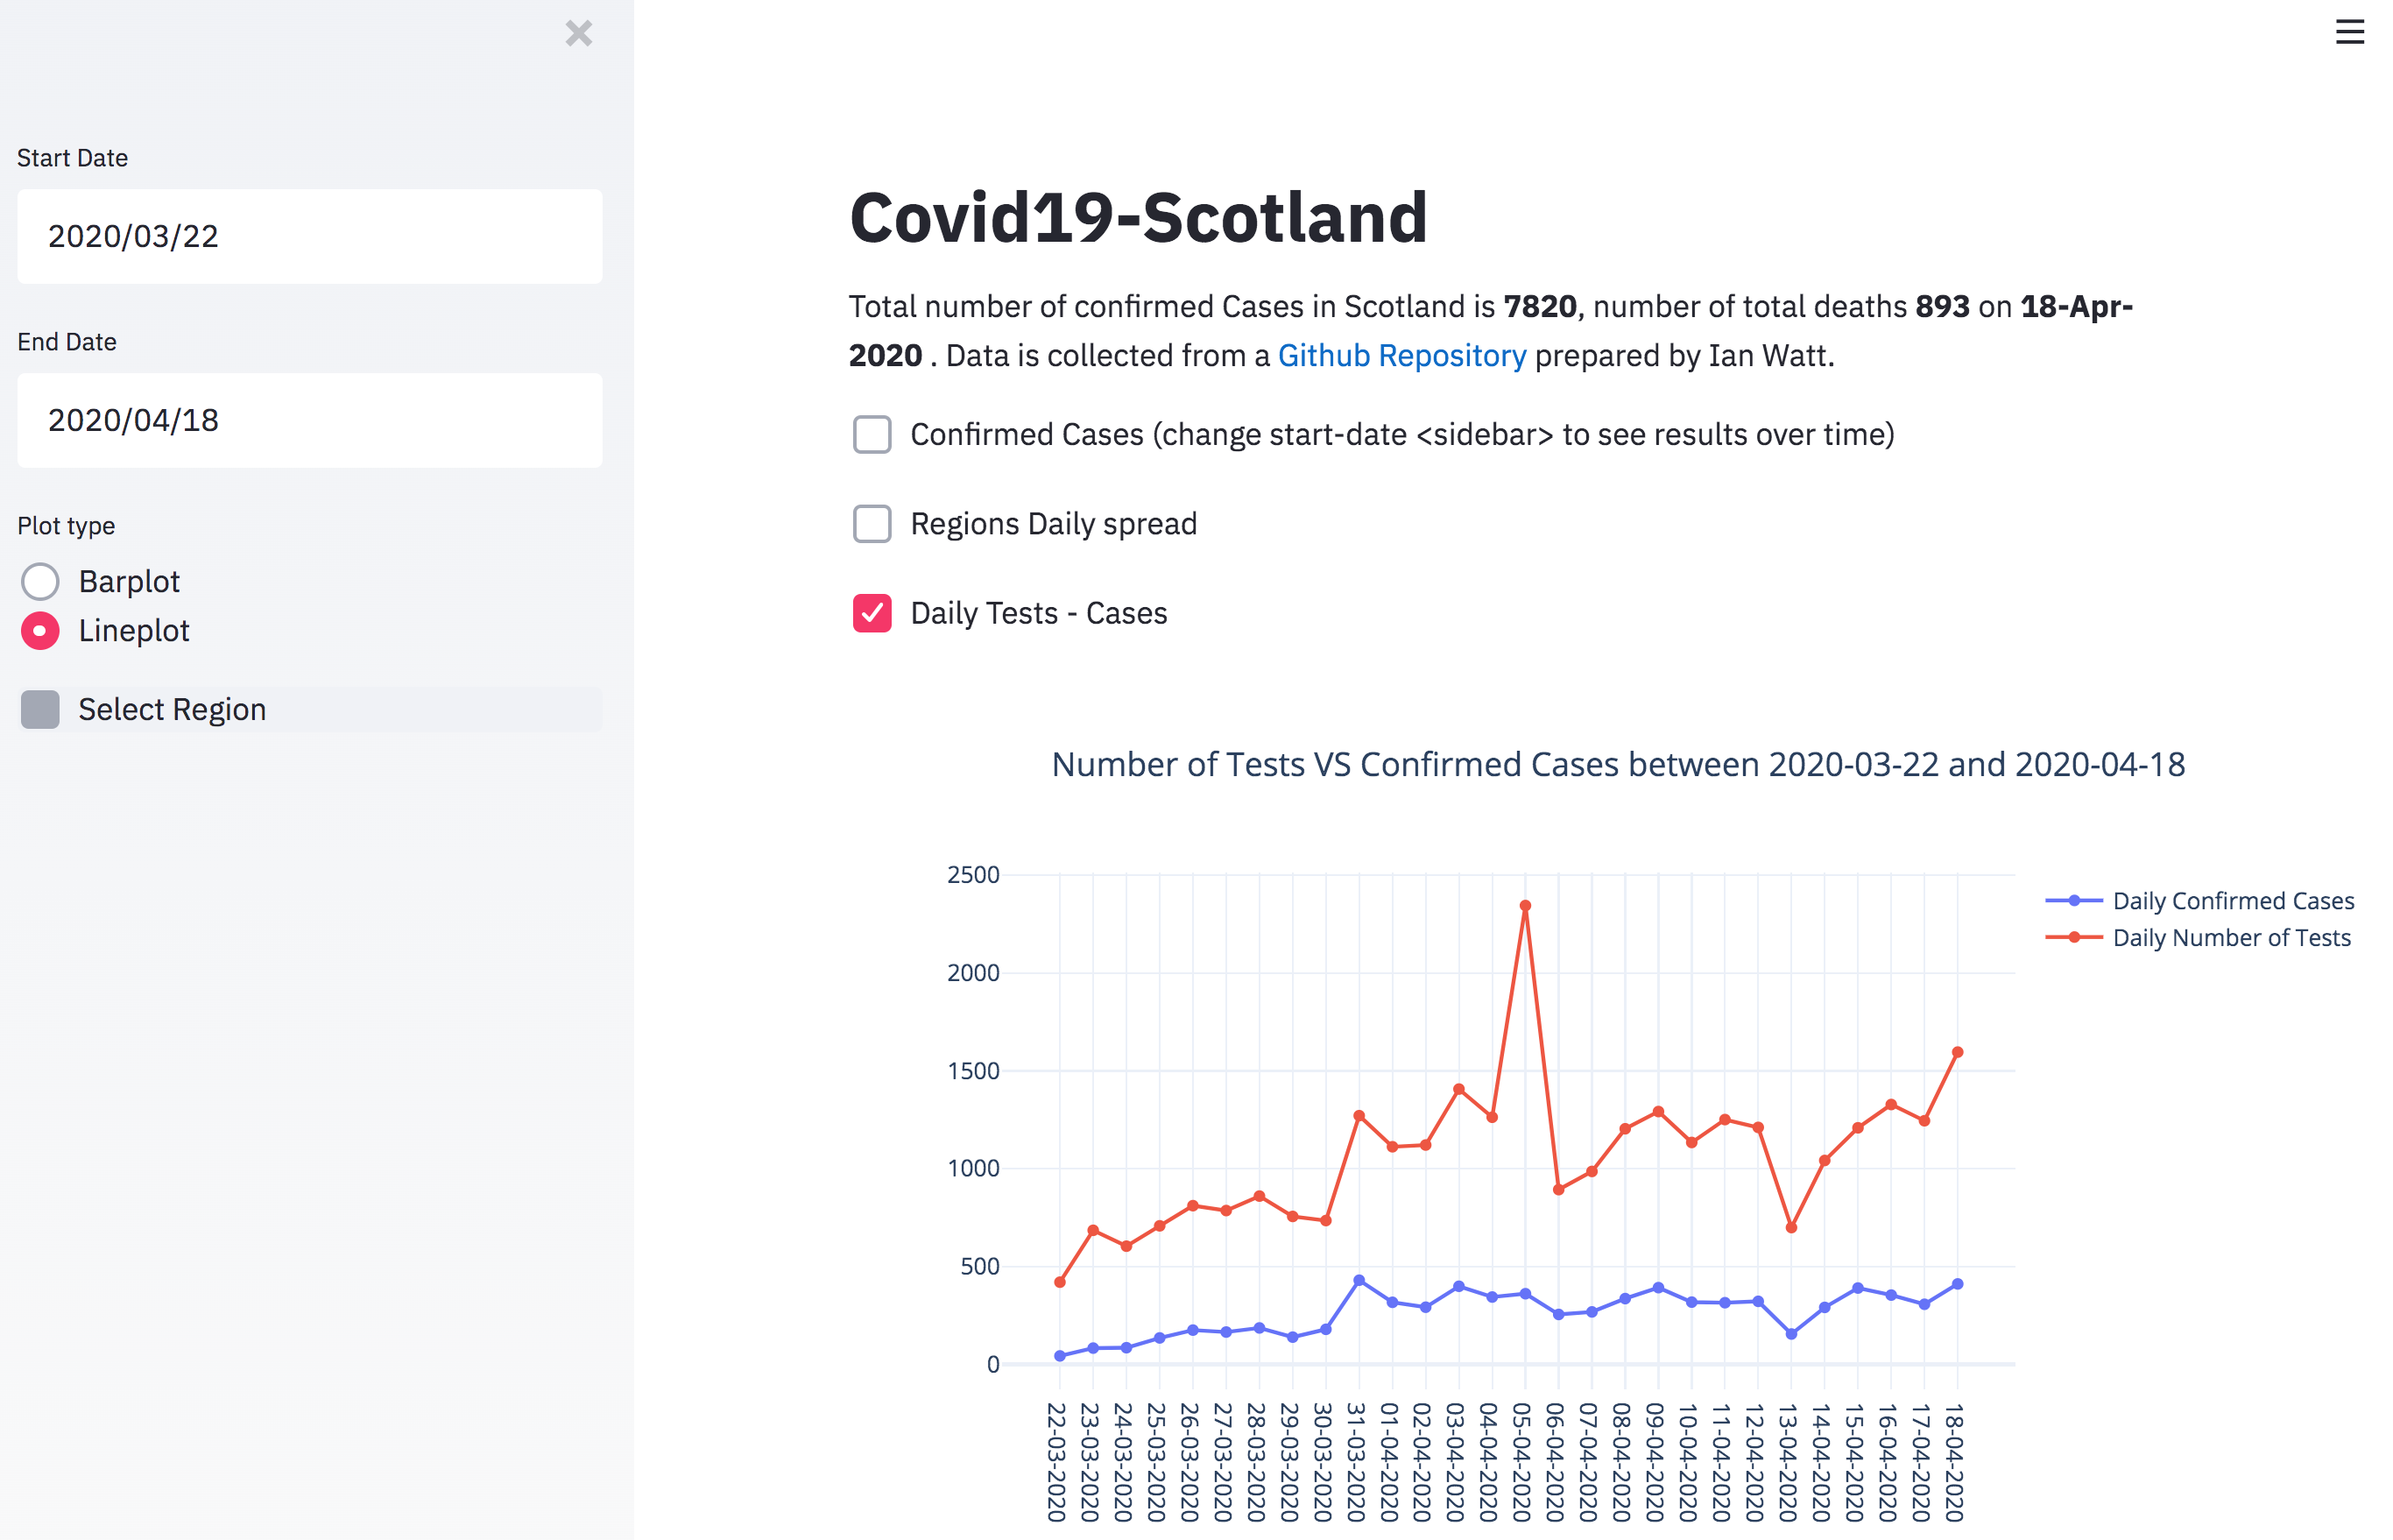 Start Date
2020/03/22
End Date
2020/04/18
Plot type
Barplot
Lineplot
Select Region
Covid19-Scotland
Total number of confirmed Cases in Scotland is 7820, number of total deaths 893 on 18-Apr-
2020 . Data is collected from a Github Repository prepared by Ian Watt.
Confirmed Cases (change start-date <sidebar> to see results over time)
Regions Daily spread
Daily Tests - Cases
Number of Tests VS Confirmed Cases between 2020-03-22 and 2020-04-18
2500
2000
1500
1000
500
0
Daily Confirmed Cases
Daily Number of Tests
22-03-2020
23-03-2020
24-03-2020
25-03-2020
26-03-2020
27-03-2020
28-03-2020
29-03-2020
30-03-2020
31-03-2020
01-04-2020
02-04-2020
03-04-2020
04-04-2020
05-04-2020
06-04-2020
07-04-2020
08-04-2020
09-04-2020
10-04-2020
11-04-2020
12-04-2020
13-04-2020
14-04-2020
15-04-2020
16-04-2020
17-04-2020
18-04-2020